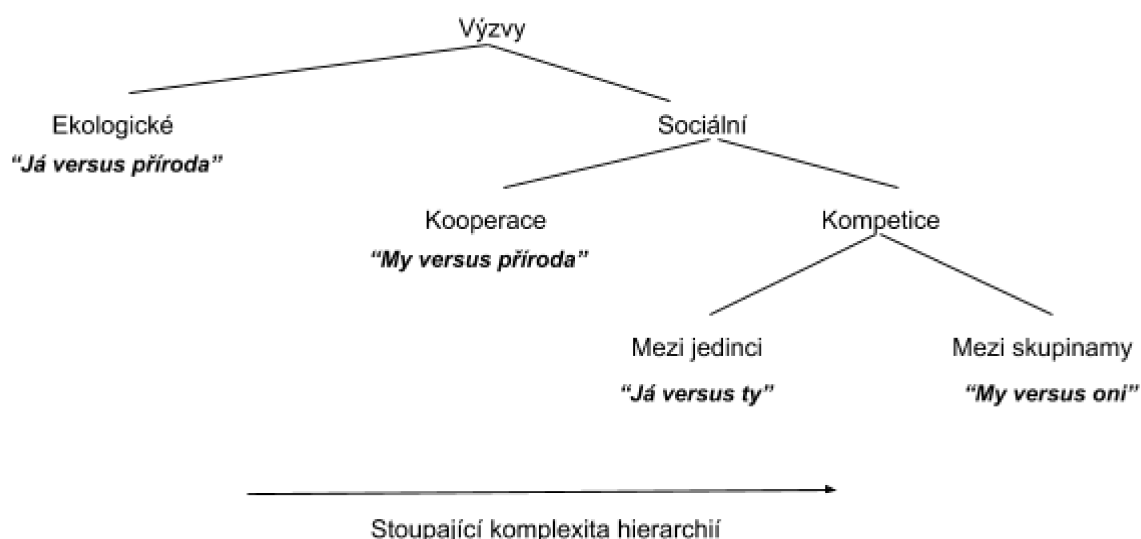 Výzvy
Ekologické
“Já versus příroda”
Sociální
Kooperace
“My versus příroda”
Kompetice
Mezi jedinci
“Já versus ty”
Mezi skupinamy
“My versus oni”
Stoupající komplexita hierarchií